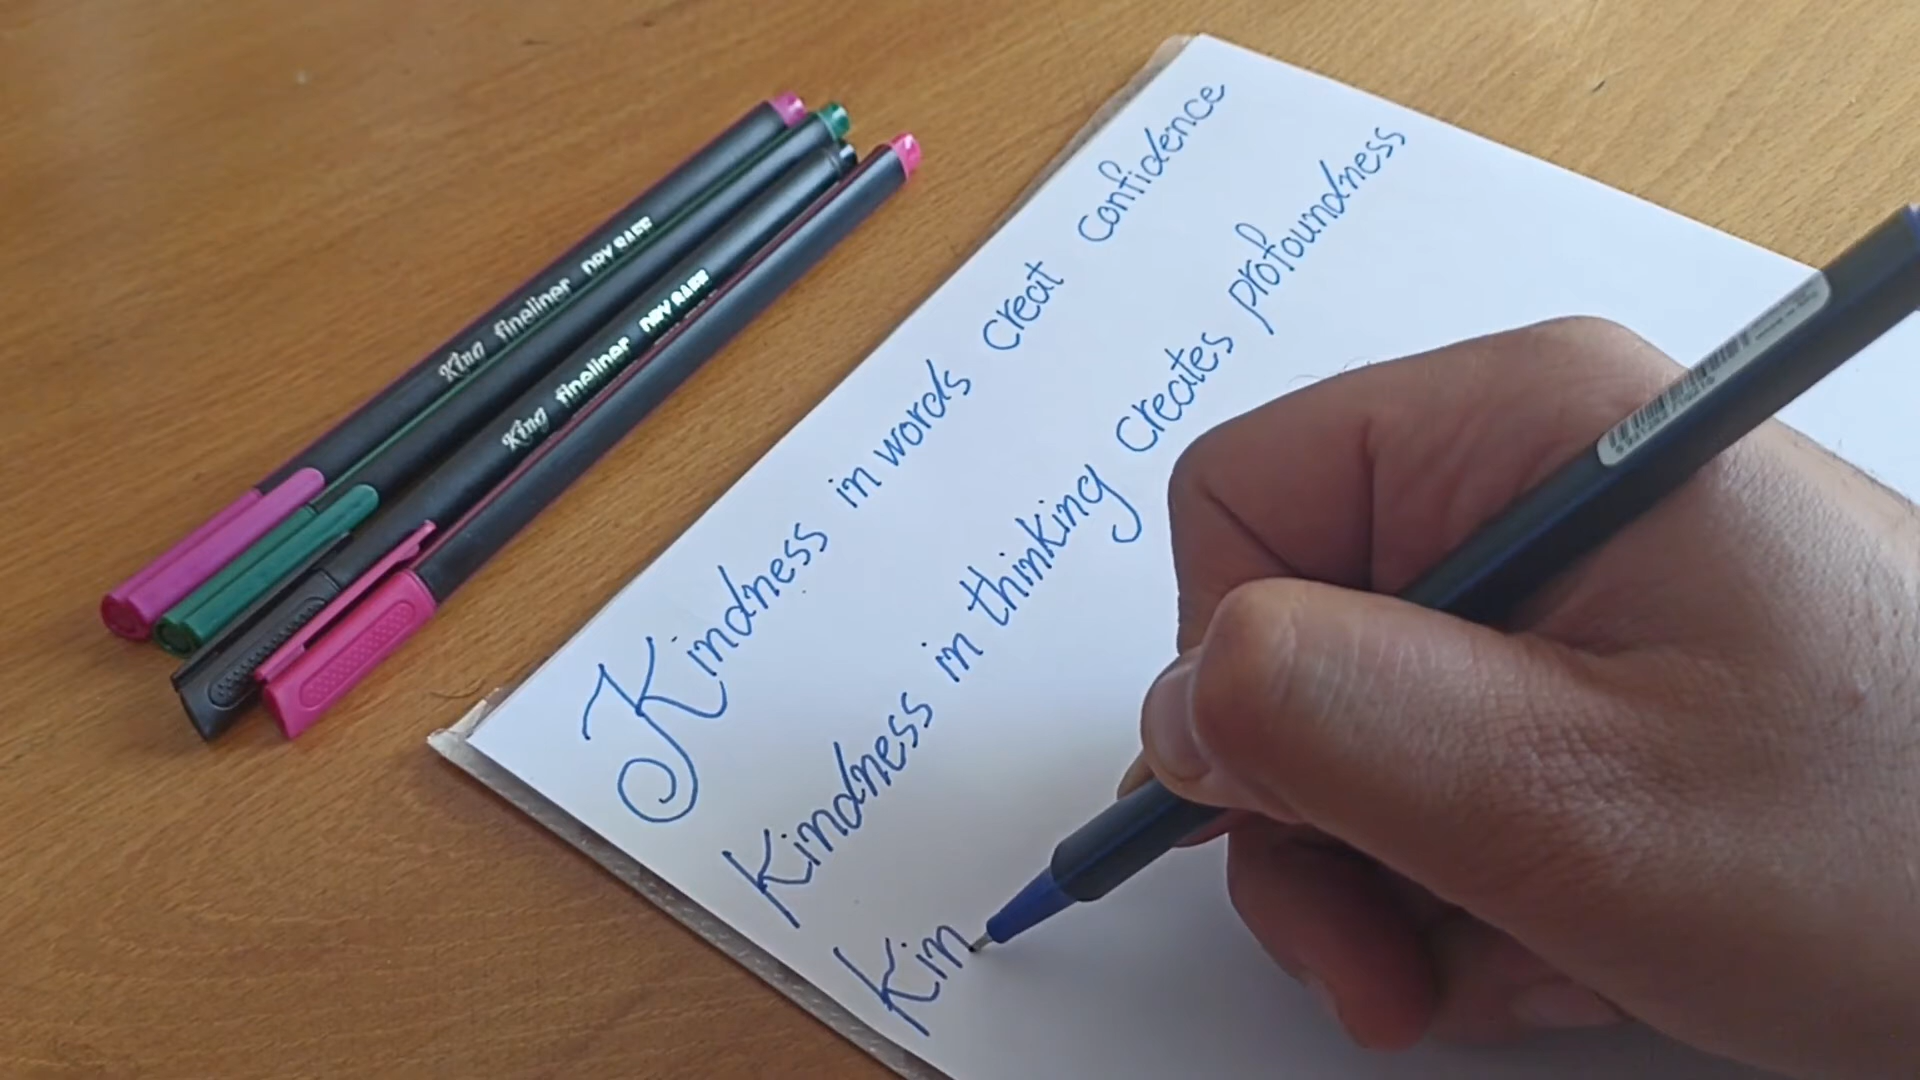 Kindness in words creat confidence
Kindness in thinking creates profoundness
Kin
King fineliner DRY SAFE
King fineliner DRY SAFE